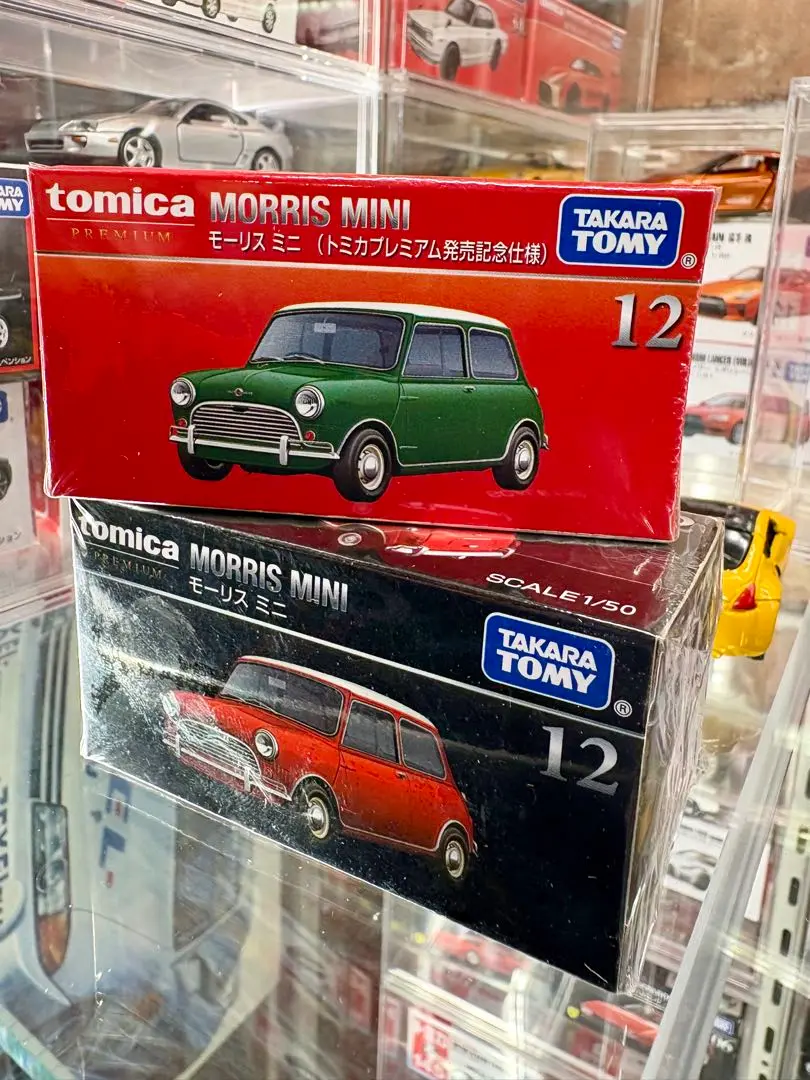 tomica
PREMIUM
MORRIS MINI
モーリス ミニ （トミカプレミアム発売記念仕様）
TAKARA
TOMY
®
12
tomica
PREMIUM
MORRIS MINI
モーリス ミニ
SCALE 1/50
TAKARA
TOMY
®
12